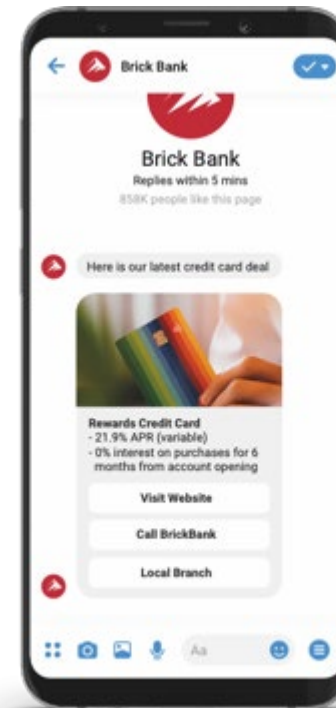 Brick Bank
Brick Bank
Replies within 5 mins
858K people like this page
Here is our latest credit card deal
Rewards Credit Card
- 21.9% APR (variable)
- 0% interest on purchases for 6
months from account opening
Visit Website
Call BrickBank
Local Branch
Aa